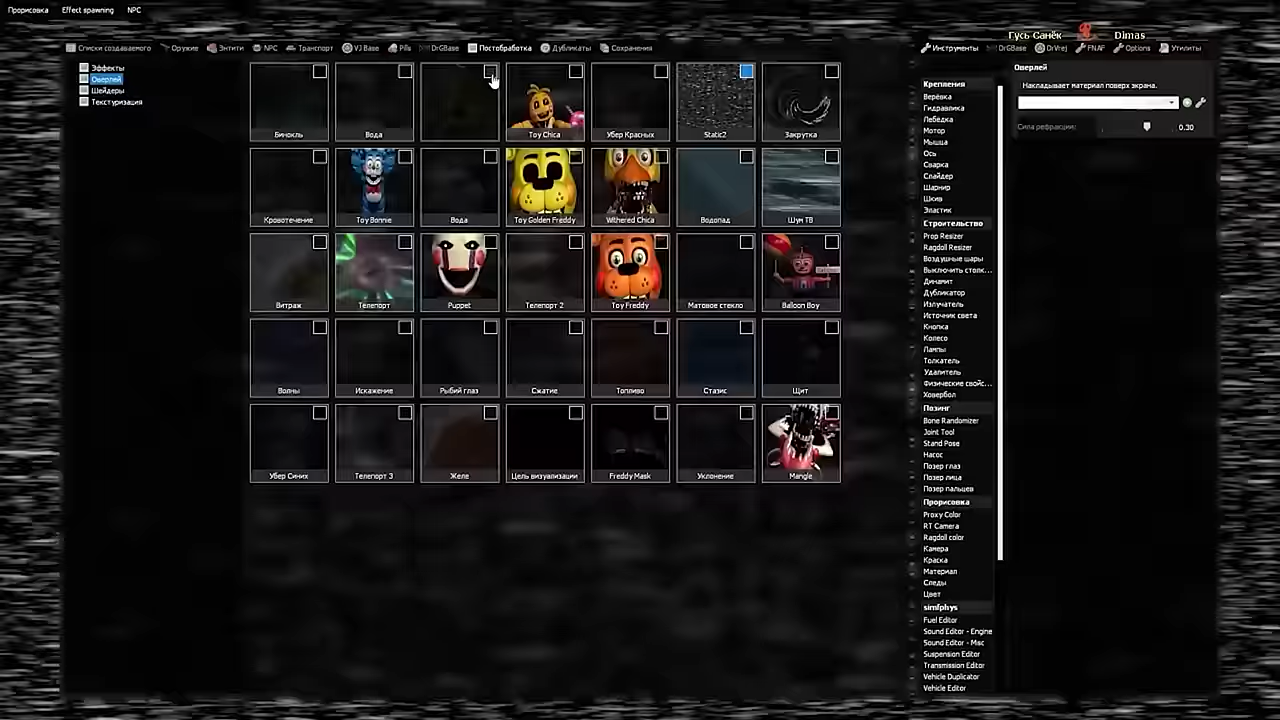 Прорисовка Effect spawning NPC
Гусь Санёк Dimas
Списки создаваемого Оружие Энтити NPC Транспорт VJ Base Pills DrGBase Постобработка Дубликаты Сохранения
Инструменты DrGBase DrVrej FNAF Options Утилиты
Эффекты
Оверлей
Шейдеры
Текстуризация
Бинокль Вода Toy Chica Убер Красных Static2 Закрутка
Кровотечение Toy Bonnie Вода Toy Golden Freddy Withered Chica Водопад Шум ТВ
Витраж Телепорт Puppet Телепорт 2 Toy Freddy Матовое стекло Balloon Boy
Волны Искажение Рыбий глаз Сжатие Топливо Стазис Щит
Убер Синих Телепорт 3 Желе Цель визуализации Freddy Mask Уклонение Mangle
Крепления
Верёвка
Гидравлика
Лебедка
Мотор
Мышца
Ось
Сварка
Слайдер
Шарнир
Шкив
Эластик
Строительство
Prop Resizer
Ragdoll Resizer
Воздушные шары
Выключить столк...
Динамит
Дубликатор
Излучатель
Источник света
Кнопка
Колесо
Лампы
Толкатель
Удалитель
Физические свойс...
Ховербол
Позинг
Bone Randomizer
Joint Tool
Stand Pose
Насос
Позер глаз
Позер лица
Позер пальцев
Прорисовка
Proxy Color
RT Camera
Ragdoll color
Камера
Краска
Материал
Следы
Цвет
simfphys
Fuel Editor
Sound Editor - Engine
Sound Editor - Misc
Suspension Editor
Transmission Editor
Vehicle Duplicator
Vehicle Editor
Оверлей
Накладывает материал поверх экрана.
Сила рефракции: 0.30